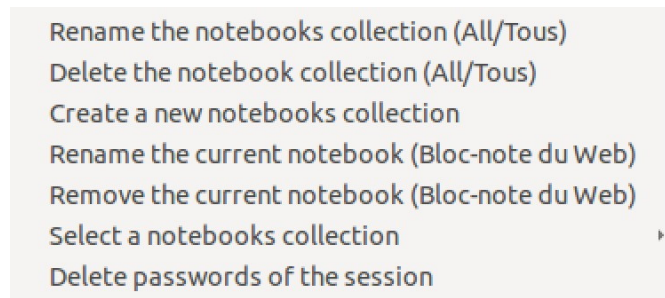 Rename the notebooks collection (All/Tous)
Delete the notebook collection (All/Tous)
Create a new notebooks collection
Rename the current notebook (Bloc-note du Web)
Remove the current notebook (Bloc-note du Web)
Select a notebooks collection
Delete passwords of the session